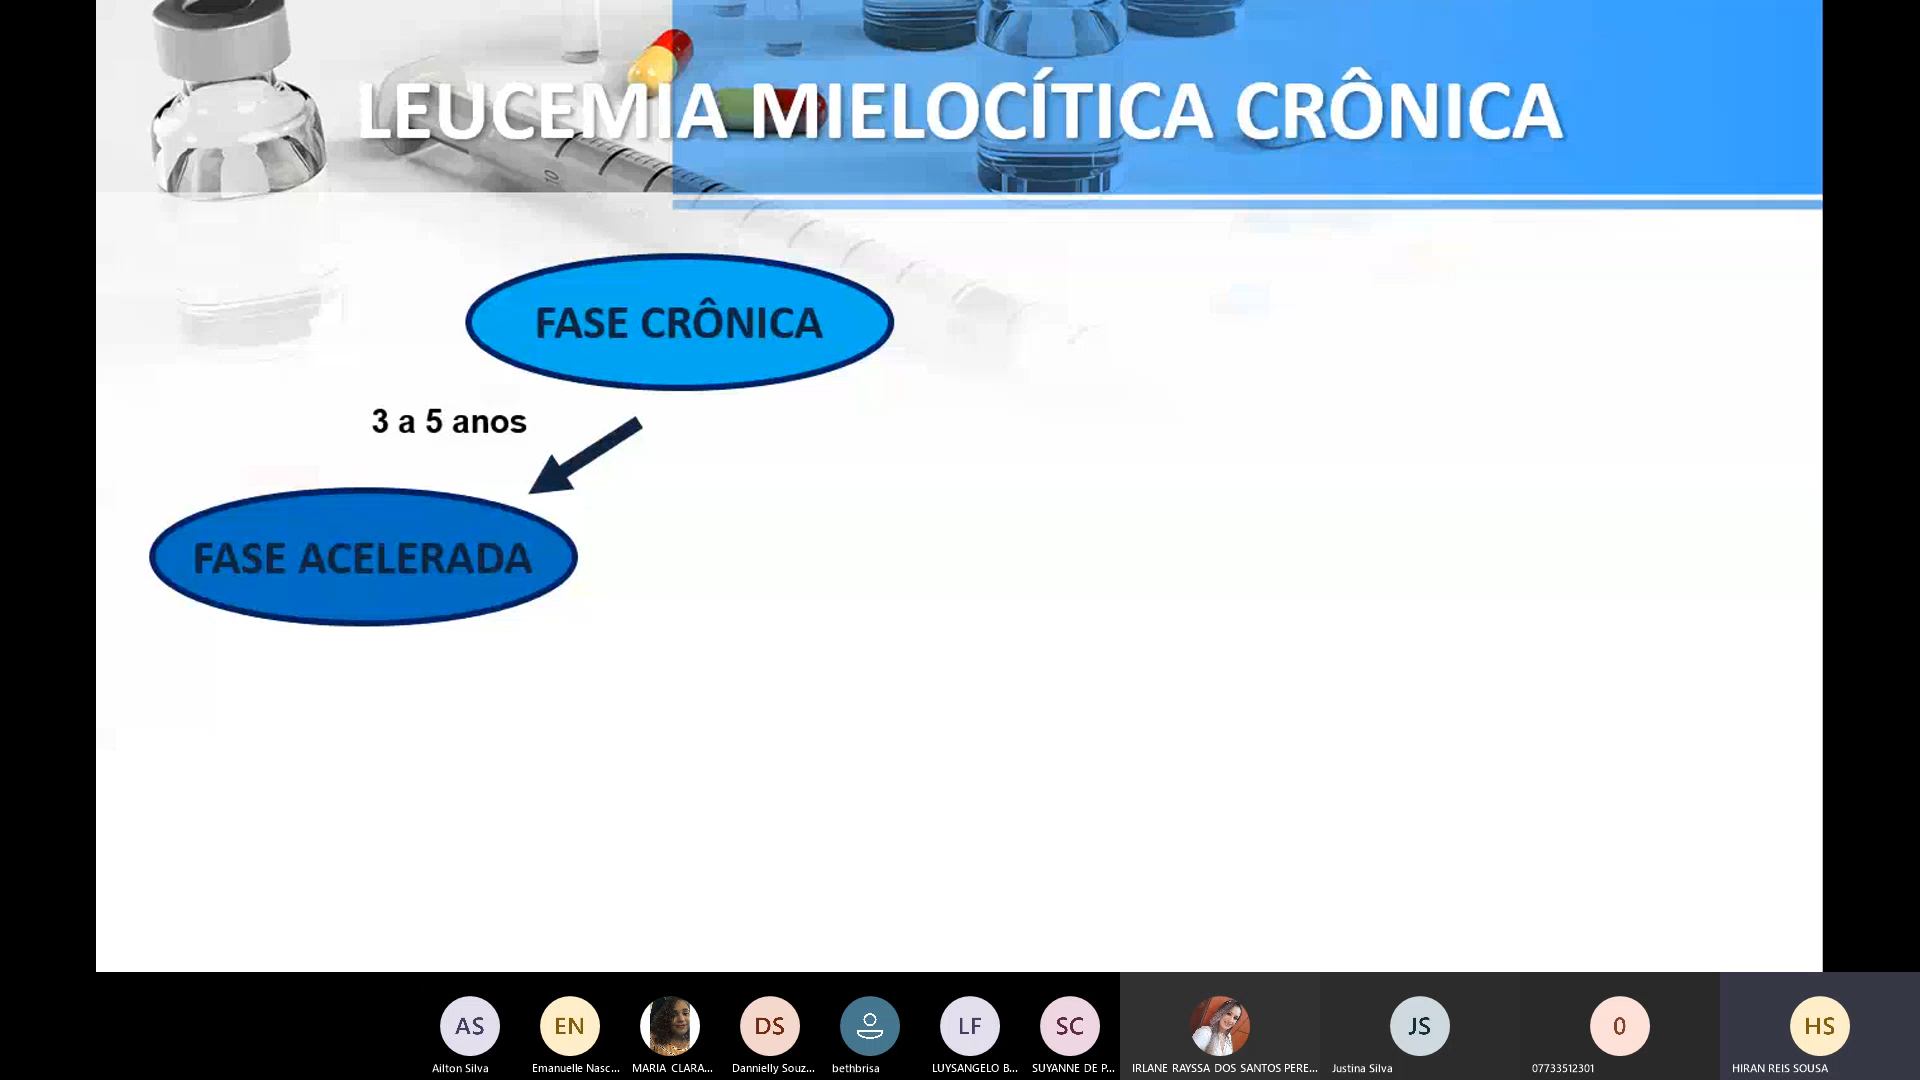 LEUCEMIA MIELOCÍTICA CRÔNICA
10
FASE CRÔNICA
3 a 5 anos
FASE ACELERADA
AS
EN
DS
LF
SC
JS
0
HS
Ailton Silva
Emanuelle Nasc...
MARIA CLARA...
Dannielly Souz...
bethbrisa
LUYSANGELO B...
SUYANNE DE P...
IRLANE RAYSSA DOS SANTOS PERE...
Justina Silva
07733512301
HIRAN REIS SOUSA